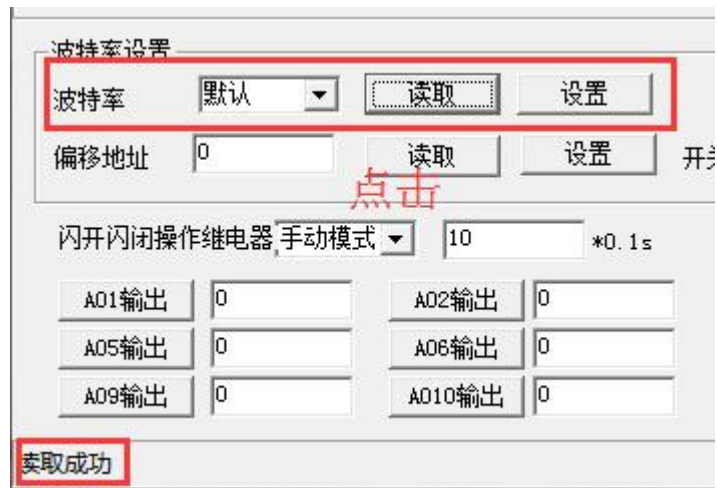 波特率设置
波特率 默认 读取 设置
偏移地址 0 读取 设置 开关
点击
闪开闪闭操作继电器 手动模式 10 *0.1s
A01输出 0 A02输出 0
A05输出 0 A06输出 0
A09输出 0 A010输出 0
读取成功